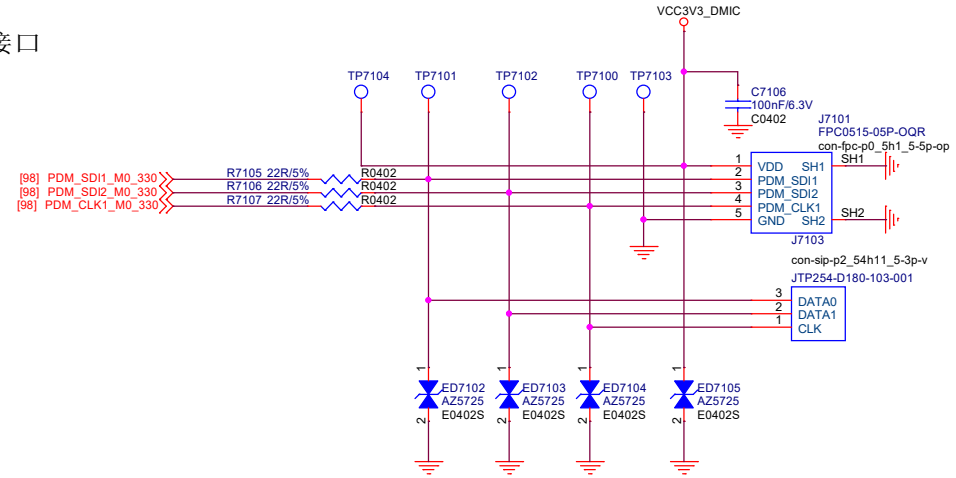 VCC3V3_DMIC
接口
TP7104 TP7101 TP7102 TP7100 TP7103
C7106
100nF/6.3V
C0402
J7101
FPC0515-05P-OQR
con-fpc-p0_5h1_5-5p-op
[98] PDM_SDI1_M0_330 R7105 22R/5% R0402 1 VDD SH1 SH1
[98] PDM_SDI2_M0_330 R7106 22R/5% R0402 2 PDM_SDI1
[98] PDM_CLK1_M0_330 R7107 22R/5% R0402 3 PDM_SDI2
4 PDM_CLK1
5 GND SH2 SH2
J7103
con-sip-p2_54h11_5-3p-v
JTP254-D180-103-001
3 DATA0
2 DATA1
1 CLK
1 1 1 1
ED7102 ED7103 ED7104 ED7105
AZ5725 AZ5725 AZ5725 AZ5725
E0402S E0402S E0402S E0402S
2 2 2 2